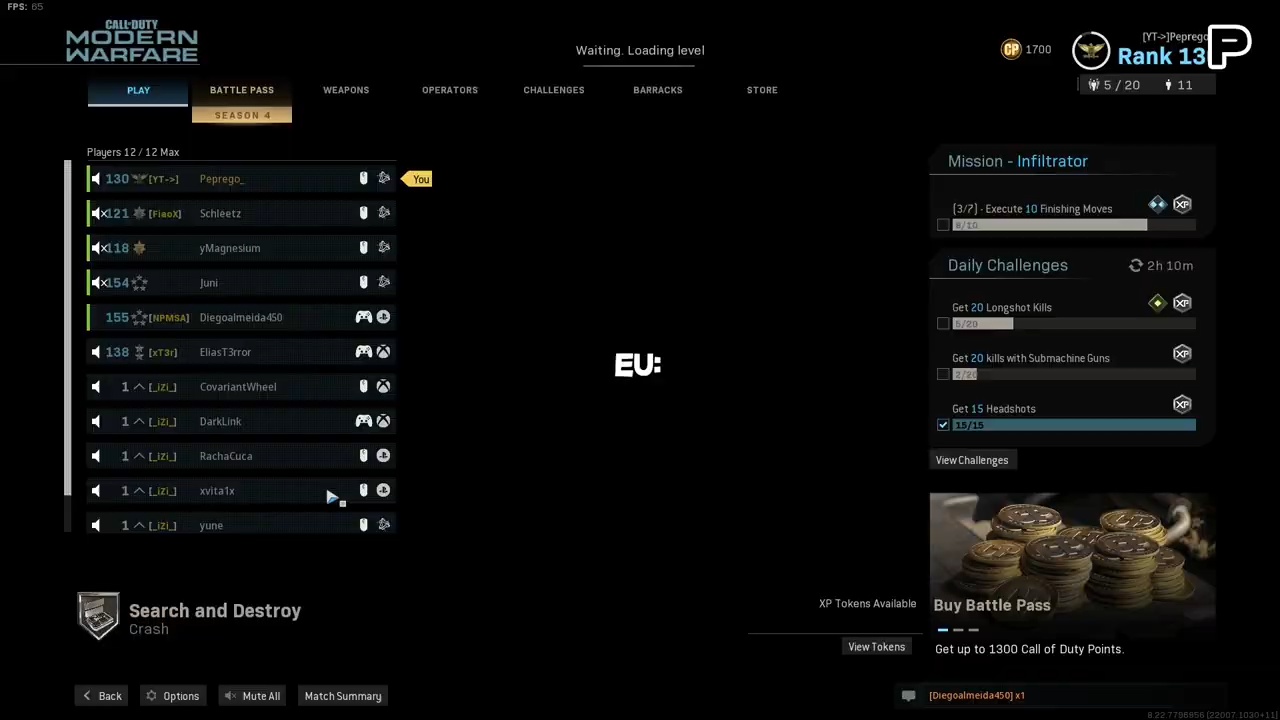 FPS: 65
CALL·DUTY
MODERN
WARFARE
Waiting. Loading level
CP 1700
[YT->]Peprego
Rank 13
P
5 / 20 11
PLAY
BATTLE PASS
SEASON 4
WEAPONS
OPERATORS
CHALLENGES
BARRACKS
STORE
Players 12 / 12 Max
130 [YT->] Peprego_
You
121 [FiaoX] Schleetz
118 yMagnesium
154 Juni
155 [NPMSA] Diegoalmeida450
138 [xT3r] EliasT3rror
1 [_iZi_] CovariantWheel
1 [_iZi_] DarkLink
1 [_iZi_] RachaCuca
1 [_iZi_] xvita1x
1 [_iZi_] yune
EU:
Mission - Infiltrator
[3/7] - Execute 10 Finishing Moves
XP
8/10
Daily Challenges
2h 10m
Get 20 Longshot Kills
XP
5/20
Get 20 kills with Submachine Guns
XP
2/20
Get 15 Headshots
XP
15/15
View Challenges
Buy Battle Pass
Get up to 1300 Call of Duty Points.
XP Tokens Available
View Tokens
Search and Destroy
Crash
Back
Options
Mute All
Match Summary
[Diegoalmeida450] x1